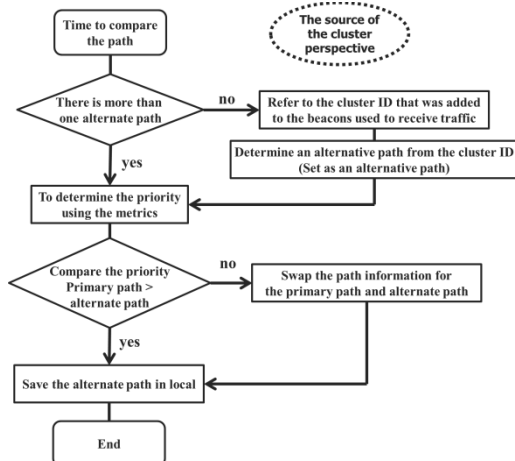 Time to compare
the path
The source of
the cluster
perspective
There is more than
one alternate path
no
Refer to the cluster ID that was added
to the beacons used to receive traffic
Determine an alternative path from the cluster ID
(Set as an alternative path)
yes
To determine the priority
using the metrics
Compare the priority
Primary path >
alternate path
no
Swap the path information for
the primary path and alternate path
yes
Save the alternate path in local
End